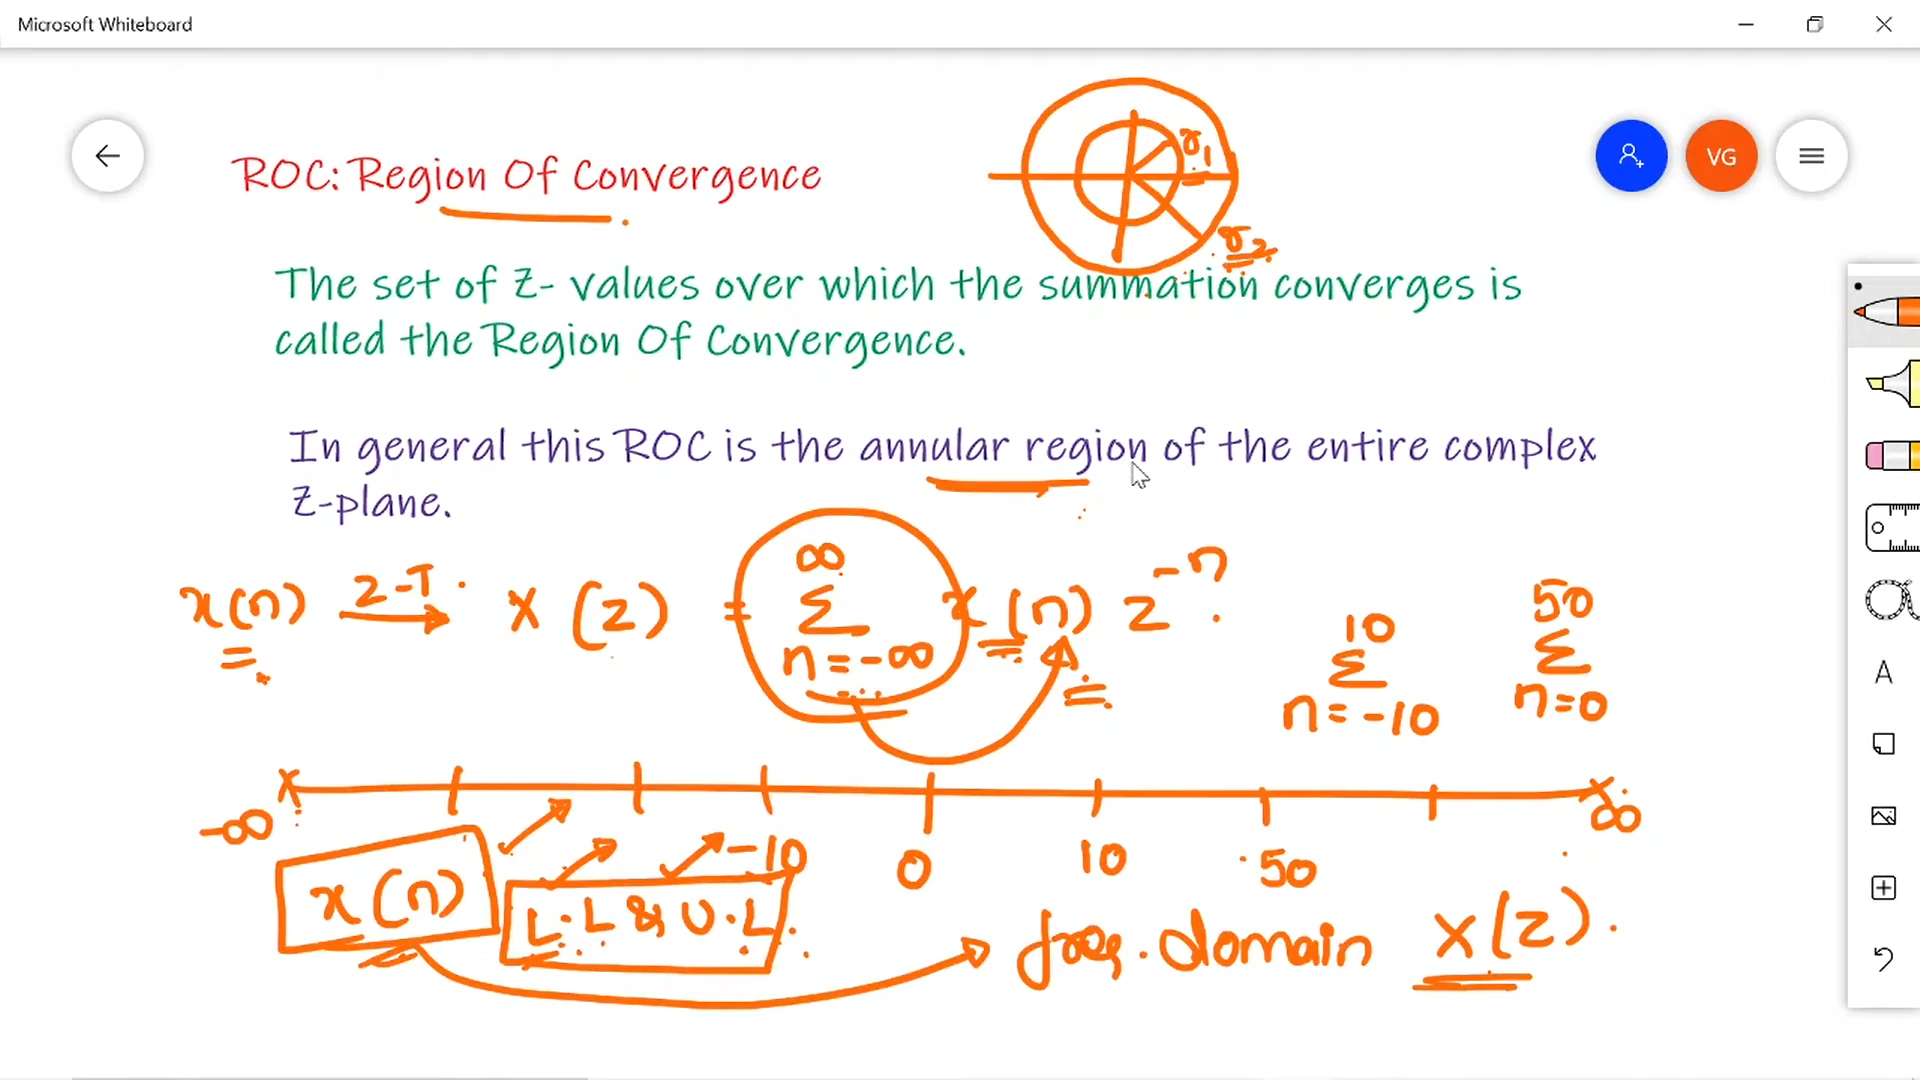 Microsoft Whiteboard
VG
ROC: Region Of Convergence
r1
r2
The set of Z- values over which the summation converges is
called the Region Of Convergence.
In general this ROC is the annular region of the entire complex
Z-plane.
x(n) Z-T X(z) = ∞ Σ n=-∞ x(n) z^-n
10 Σ n=-10
50 Σ n=0
-∞ -10 0 10 50 ∞
x(n) L.L & U.L. freq. domain X(z).
A